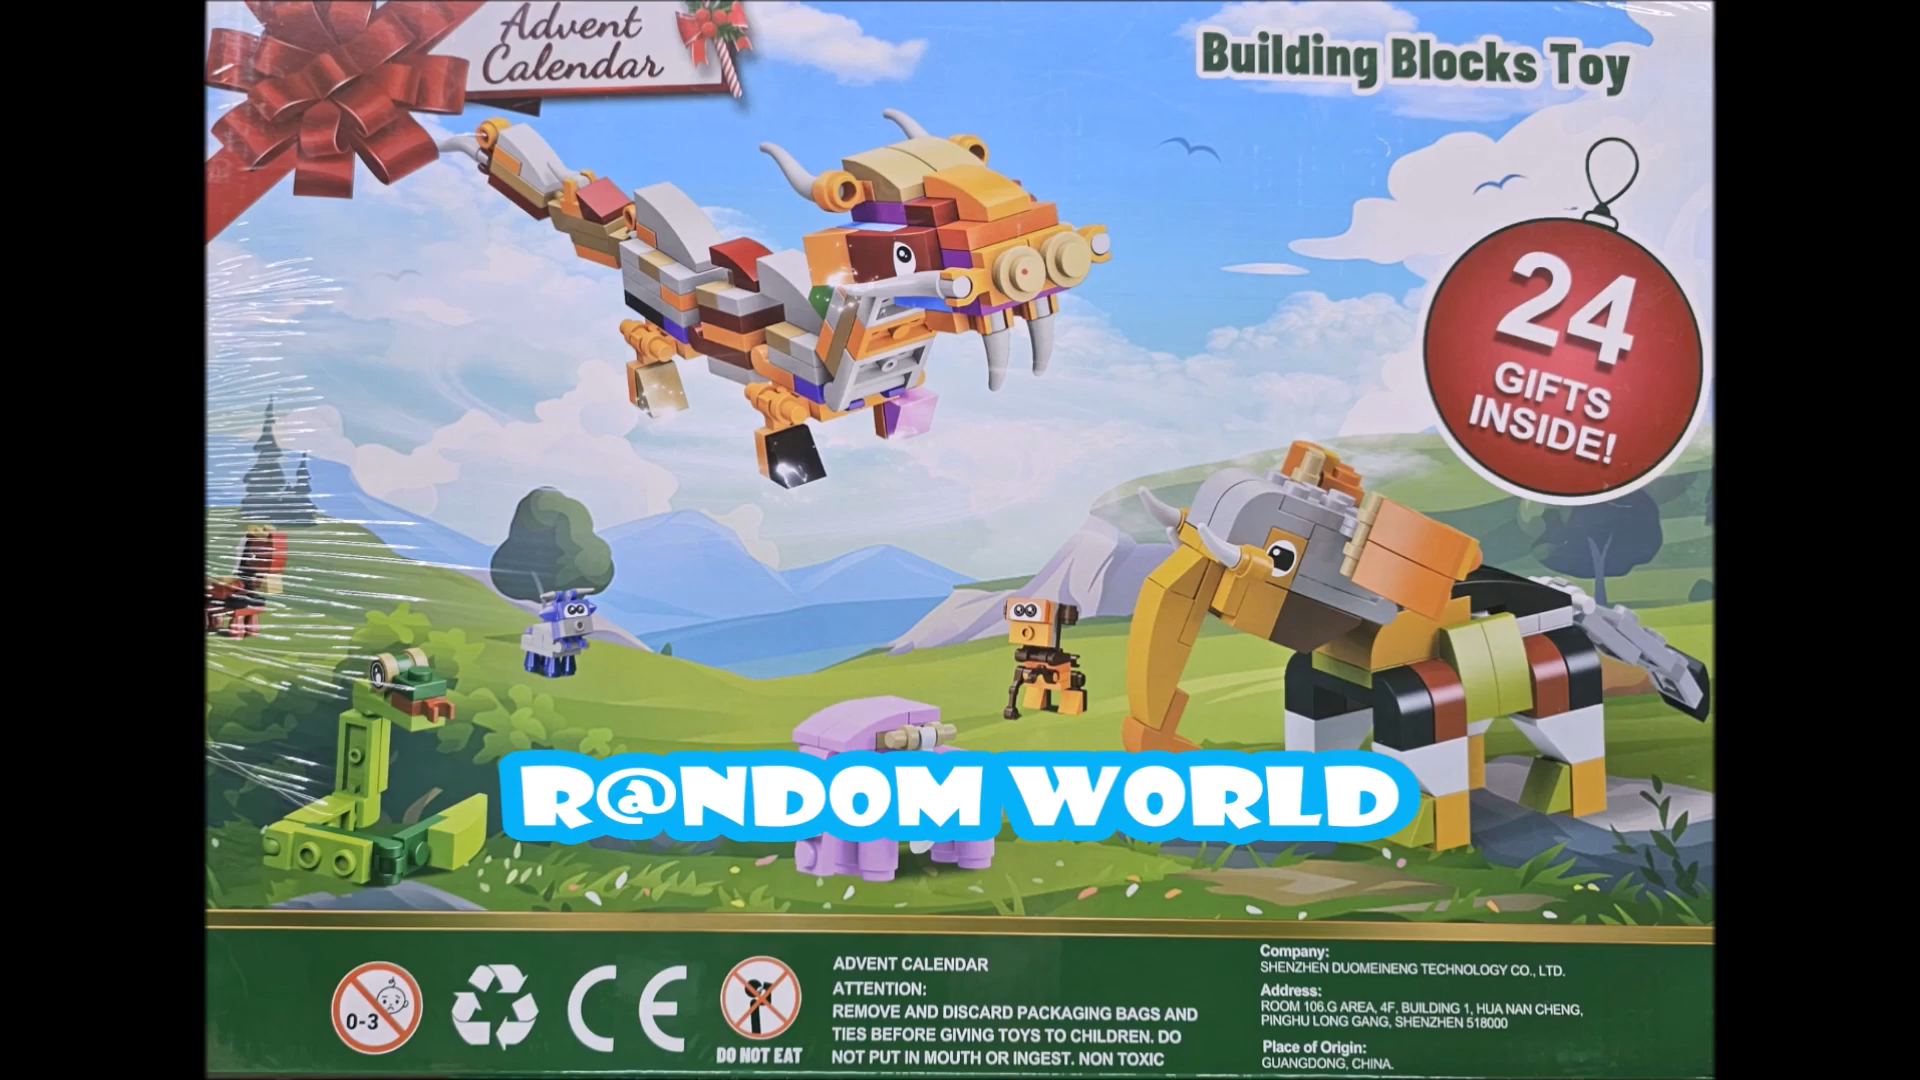 Advent
Calendar
Building Blocks Toy
24
GIFTS
INSIDE!
R@NDOM WORLD
0-3
CE
DO NOT EAT
ADVENT CALENDAR
ATTENTION:
REMOVE AND DISCARD PACKAGING BAGS AND
TIES BEFORE GIVING TOYS TO CHILDREN. DO
NOT PUT IN MOUTH OR INGEST. NON TOXIC
Company:
SHENZHEN DUOMEINENG TECHNOLOGY CO., LTD.
Address:
ROOM 106.G AREA, 4F, BUILDING 1, HUA NAN CHENG,
PINGHU LONG GANG, SHENZHEN 518000
Place of Origin:
GUANGDONG, CHINA.